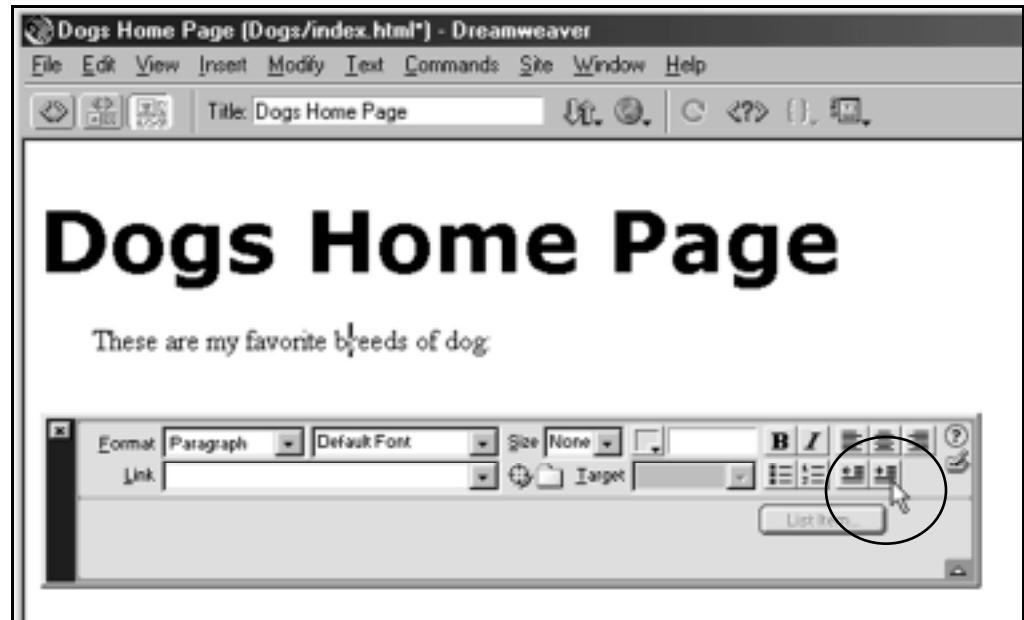 Dogs Home Page (Dogs/index.html*) - Dreamweaver
File Edit View Insert Modify Text Commands Site Window Help
Title: Dogs Home Page
Dogs Home Page
These are my favorite breeds of dog:
Format Paragraph Default Font Size None B I
Link Target
List Item...